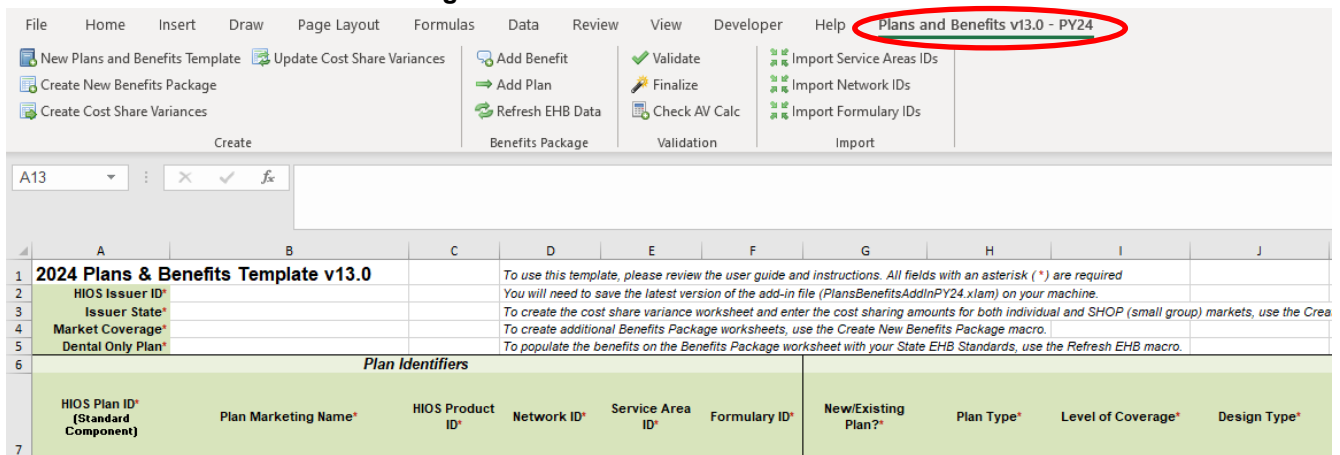 File Home Insert Draw Page Layout Formulas Data Review View Developer Help Plans and Benefits v13.0 - PY24
New Plans and Benefits Template Update Cost Share Variances Add Benefit Validate Import Service Areas IDs
Create New Benefits Package Add Plan Finalize Import Network IDs
Create Cost Share Variances Refresh EHB Data Check AV Calc Import Formulary IDs
Create Benefits Package Validation Import
A13 fx
A B C D E F G H I J
1 2024 Plans & Benefits Template v13.0 To use this template, please review the user guide and instructions. All fields with an asterisk ( * ) are required
2 HIOS Issuer ID* You will need to save the latest version of the add-in file (PlansBenefitsAddInPY24.xlam) on your machine.
3 Issuer State* To create the cost share variance worksheet and enter the cost sharing amounts for both individual and SHOP (small group) markets, use the Crea
4 Market Coverage* To create additional Benefits Package worksheets, use the Create New Benefits Package macro.
5 Dental Only Plan* To populate the benefits on the Benefits Package worksheet with your State EHB Standards, use the Refresh EHB macro.
6 Plan Identifiers
7 HIOS Plan ID* (Standard Component) Plan Marketing Name* HIOS Product ID* Network ID* Service Area ID* Formulary ID* New/Existing Plan?* Plan Type* Level of Coverage* Design Type*